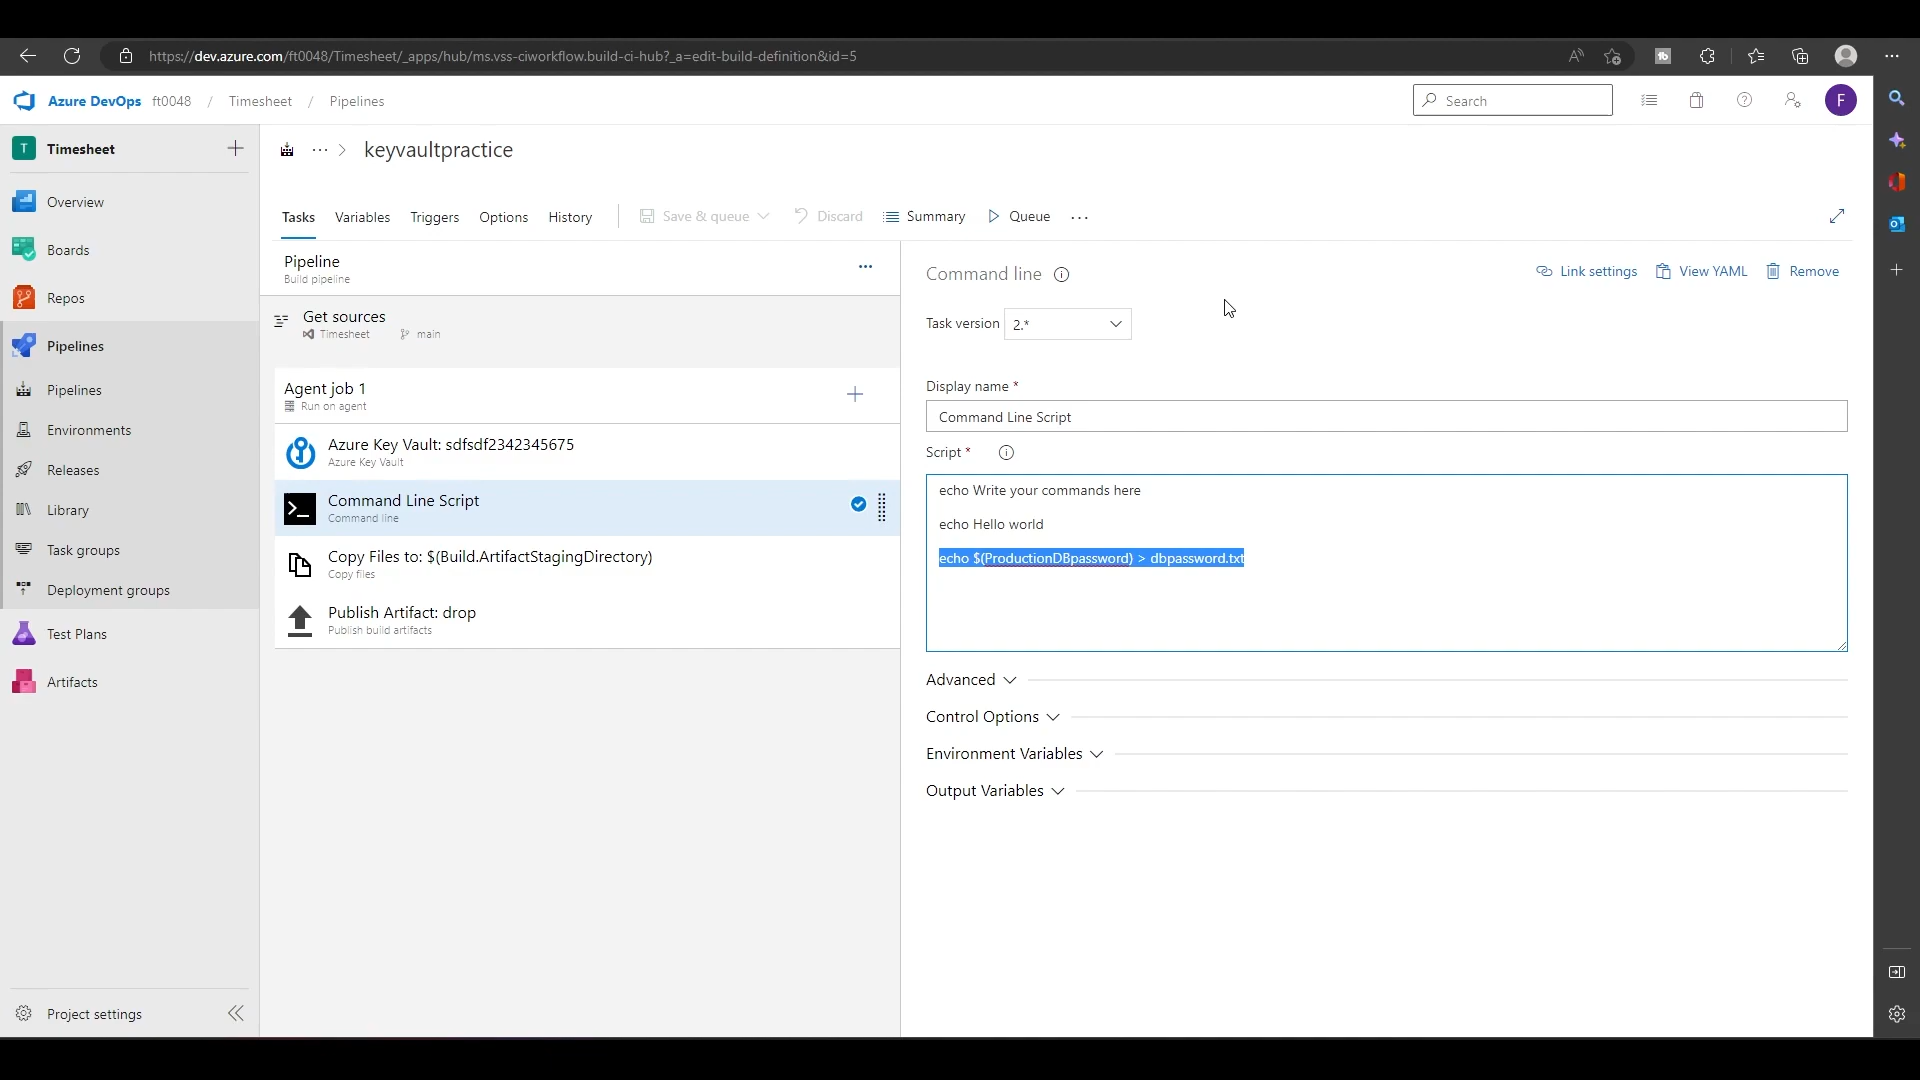 https://dev.azure.com/ft0048/Timesheet/_apps/hub/ms.vss-ciworkflow.build-ci-hub?_a=edit-build-definition&id=5
Azure DevOps ft0048 / Timesheet / Pipelines
Search
F
T Timesheet
Overview
Boards
Repos
Pipelines
Pipelines
Environments
Releases
Library
Task groups
Deployment groups
Test Plans
Artifacts
Project settings
... > keyvaultpractice
Tasks Variables Triggers Options History Save & queue Discard Summary Queue ...
Pipeline
Build pipeline
Get sources
Timesheet main
Agent job 1
Run on agent
Azure Key Vault: sdfsdf2342345675
Azure Key Vault
Command Line Script
Command line
Copy Files to: $(Build.ArtifactStagingDirectory)
Copy files
Publish Artifact: drop
Publish build artifacts
Command line
Link settings View YAML Remove
Task version 2.*
Display name *
Command Line Script
Script *
echo Write your commands here
echo Hello world
echo $(ProductionDBpassword) > dbpassword.txt
Advanced
Control Options
Environment Variables
Output Variables